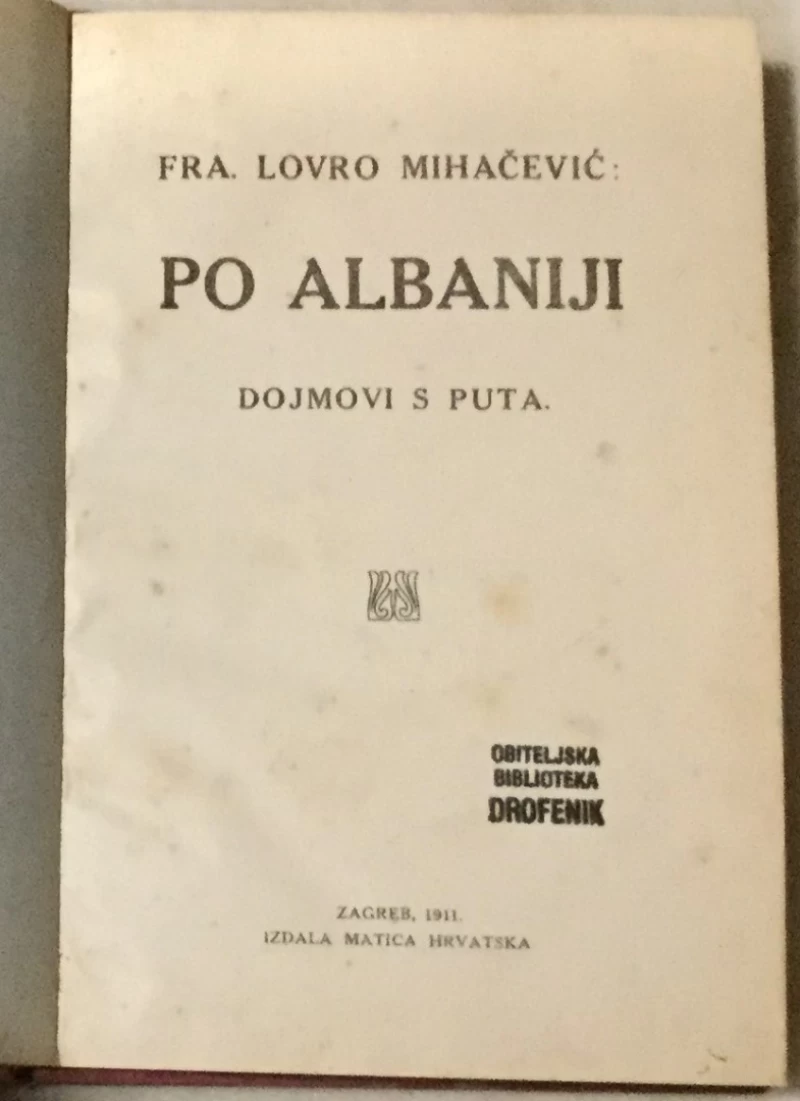 FRA. LOVRO MIHAČEVIĆ:
PO ALBANIJI
DOJMOVI S PUTA.
OBITELJSKA
BIBLIOTEKA
DROFENIK
ZAGREB, 1911.
IZDALA MATICA HRVATSKA